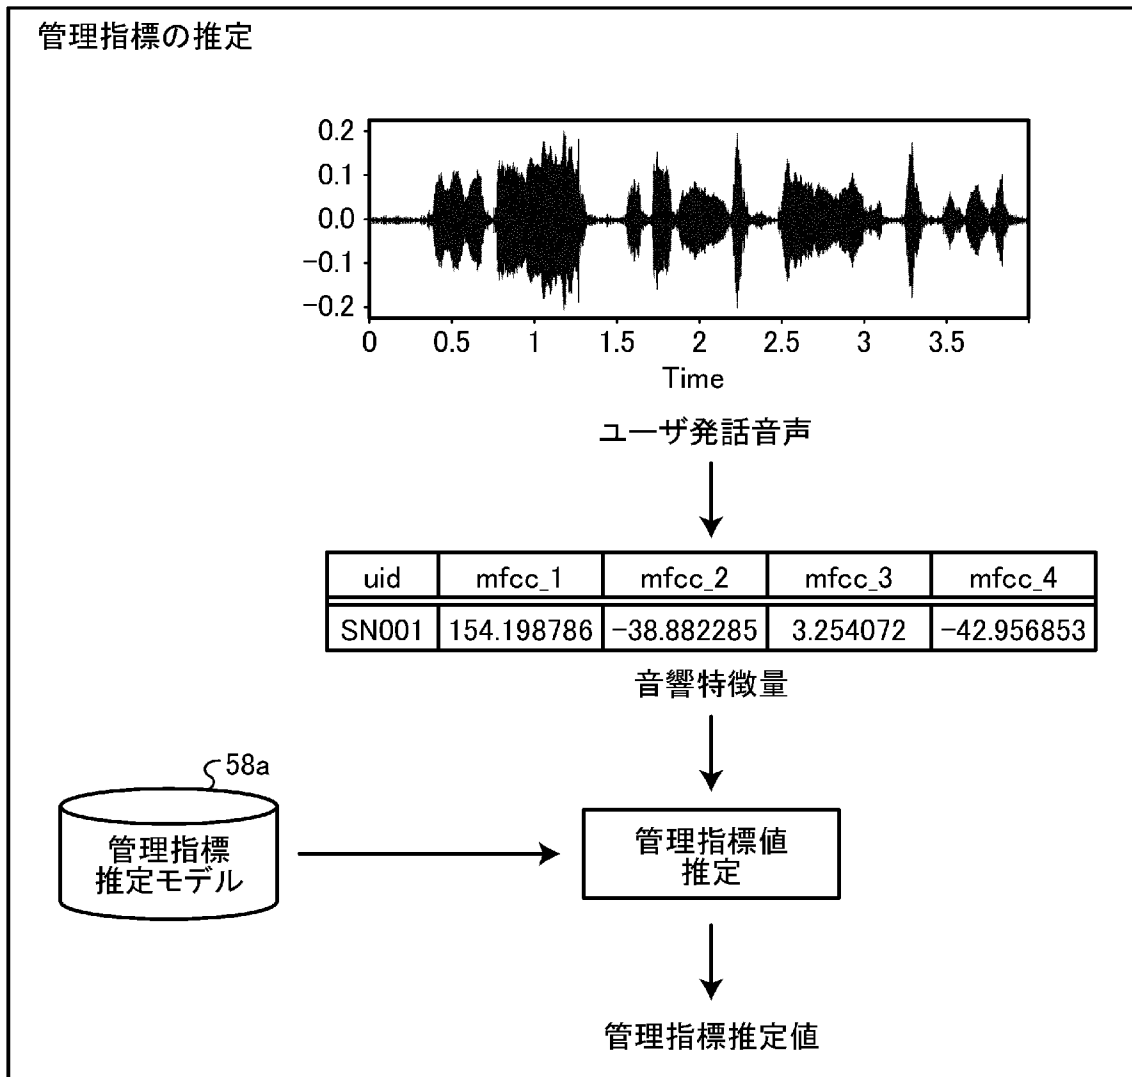 管理指標の推定
0.2
0.1
0.0
−0.1
−0.2
0 0.5 1 1.5 2 2.5 3 3.5
Time
ユーザ発話音声
uid mfcc_1 mfcc_2 mfcc_3 mfcc_4
SN001 154.198786 −38.882285 3.254072 −42.956853
音響特徴量
58a
管理指標
推定モデル
管理指標値
推定
管理指標推定値